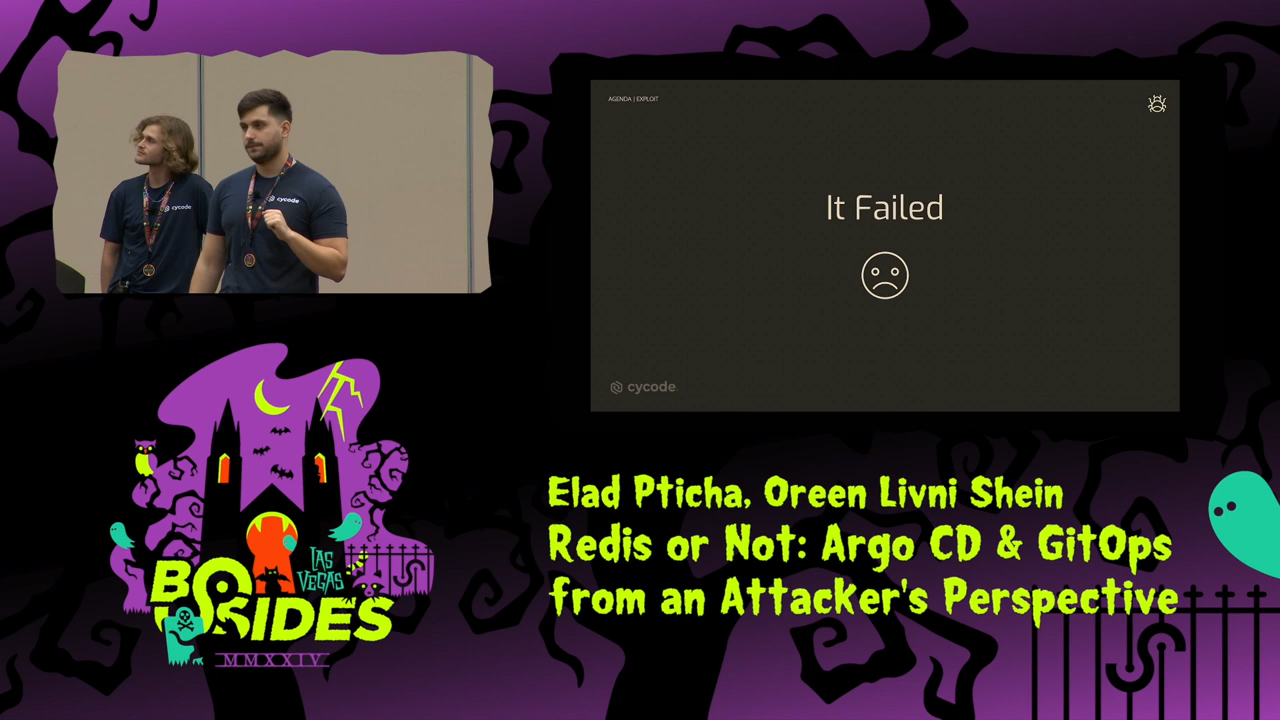 cycode
cycode
AGENDA | EXPLOIT
It Failed
cycode
LAS
VEGAS
BSIDES
MMXXIV
Elad Pticha, Oreen Livni Shein
Redis or Not: Argo CD & GitOps
from an Attacker's Perspective